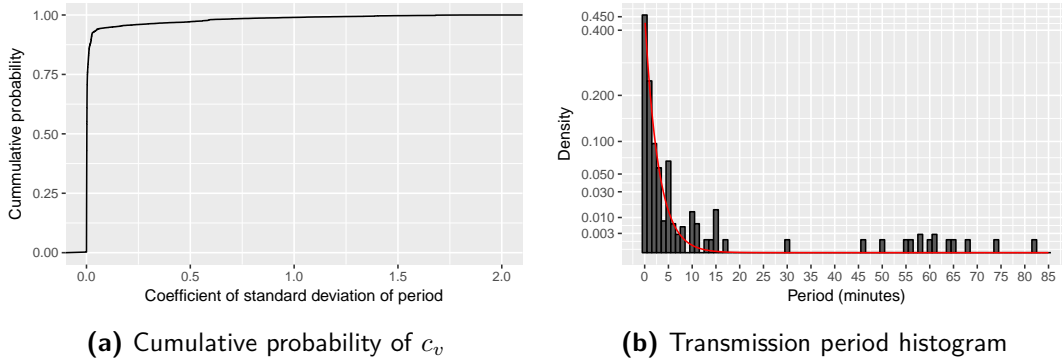 1.00
0.75
0.50
0.25
0.00
Cummulative probability
0.0 0.5 1.0 1.5 2.0
Coefficient of standard deviation of period
(a) Cumulative probability of c_v
0.450
0.400
0.200
0.100
0.050
0.030
0.010
0.003
Density
0 5 10 15 20 25 30 35 40 45 50 55 60 65 70 75 80 85
Period (minutes)
(b) Transmission period histogram